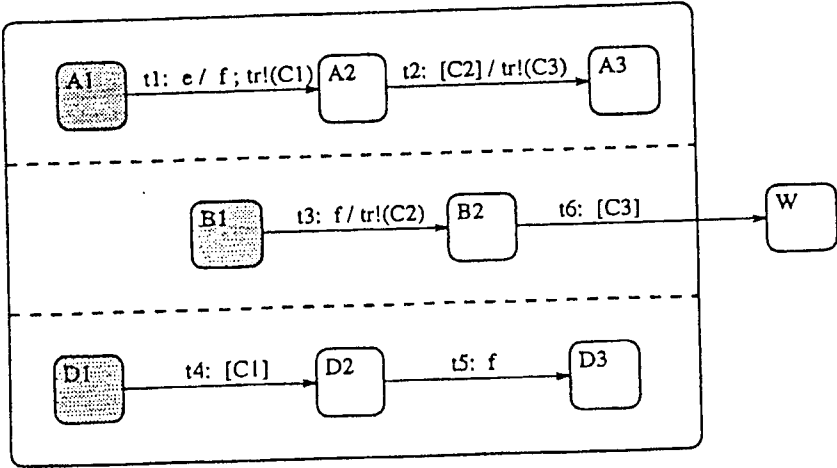 A1 t1: e / f ; tr!(C1) A2 t2: [C2] / tr!(C3) A3
B1 t3: f / tr!(C2) B2 t6: [C3] W
D1 t4: [C1] D2 t5: f D3